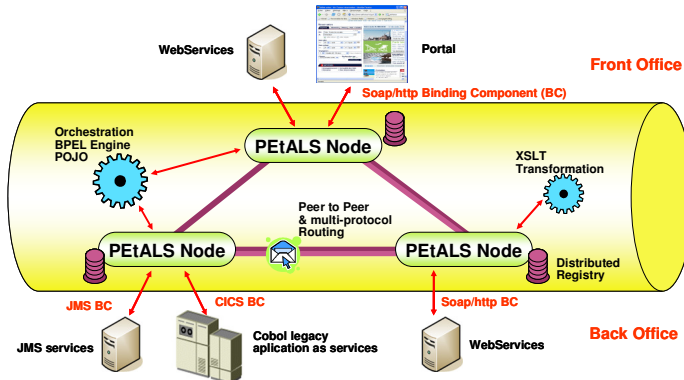 WebServices
Portal
Front Office
Soap/http Binding Component (BC)
Orchestration
BPEL Engine
POJO
PEtALS Node
XSLT
Transformation
Peer to Peer
& multi-protocol
Routing
PEtALS Node
PEtALS Node
Distributed
Registry
JMS BC
CICS BC
Soap/http BC
JMS services
Cobol legacy
aplication as services
WebServices
Back Office